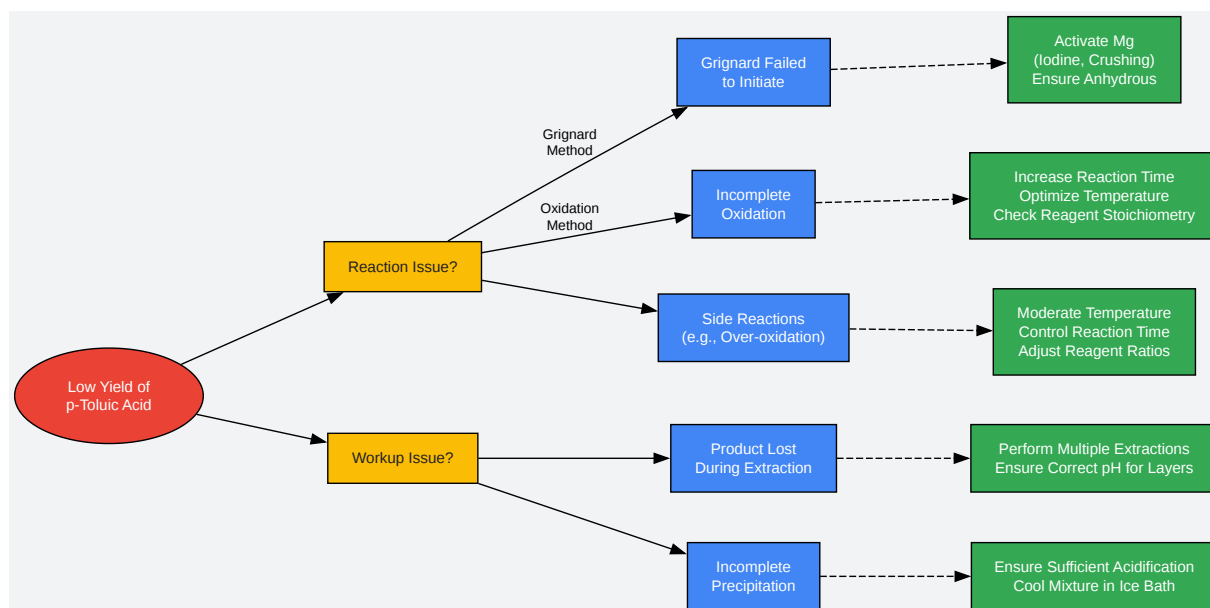 Low Yield of
p-Toluic Acid
Reaction Issue?
Workup Issue?
Grignard
Method
Oxidation
Method
Grignard Failed
to Initiate
Activate Mg
(Iodine, Crushing)
Ensure Anhydrous
Incomplete
Oxidation
Increase Reaction Time
Optimize Temperature
Check Reagent Stoichiometry
Side Reactions
(e.g., Over-oxidation)
Moderate Temperature
Control Reaction Time
Adjust Reagent Ratios
Product Lost
During Extraction
Perform Multiple Extractions
Ensure Correct pH for Layers
Incomplete
Precipitation
Ensure Sufficient Acidification
Cool Mixture in Ice Bath